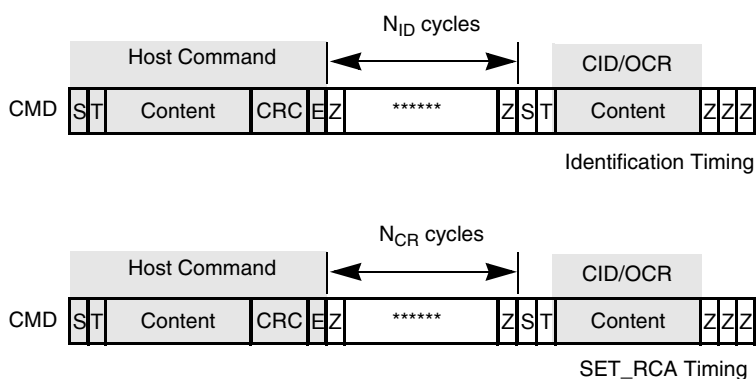 N_ID cycles
Host Command CID/OCR
CMD S T Content CRC E Z ****** Z S T Content Z Z Z
Identification Timing
N_CR cycles
Host Command CID/OCR
CMD S T Content CRC E Z ****** Z S T Content Z Z Z
SET_RCA Timing